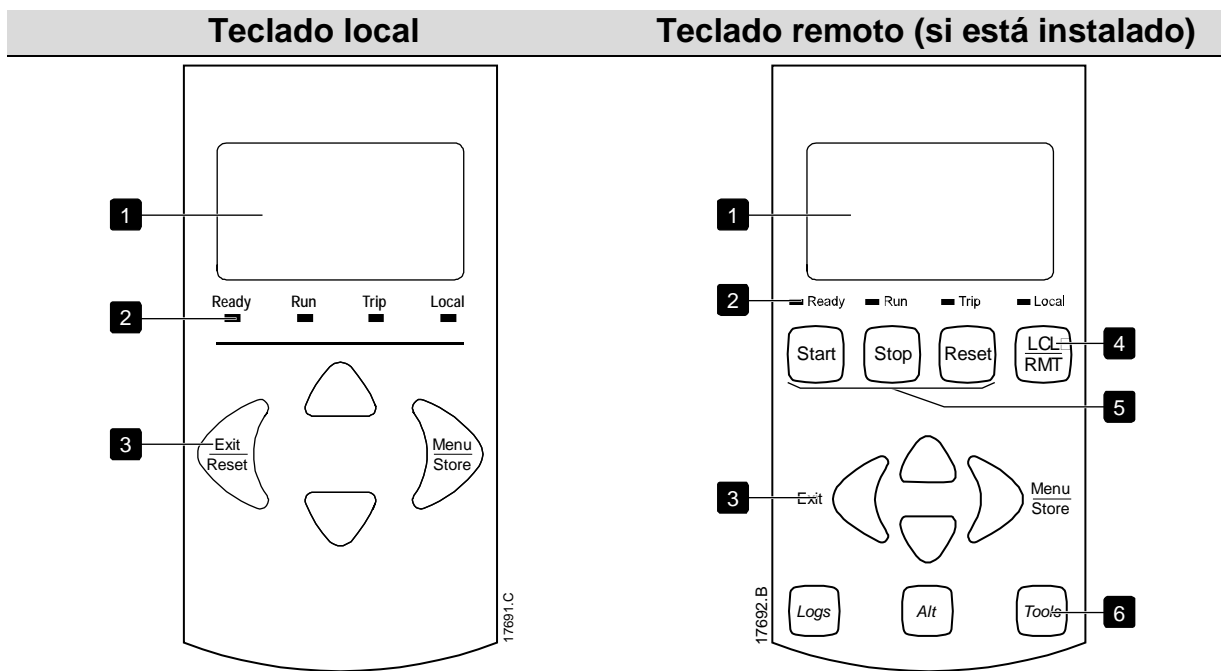 Teclado local
Teclado remoto (si está instalado)
1
Ready Run Trip Local
2
3
Exit
Reset
Menu
Store
17691.C
1
2
Ready Run Trip Local
Start Stop Reset LCL
RMT
4
5
3
Exit
Menu
Store
17692.B
Logs Alt Tools
6